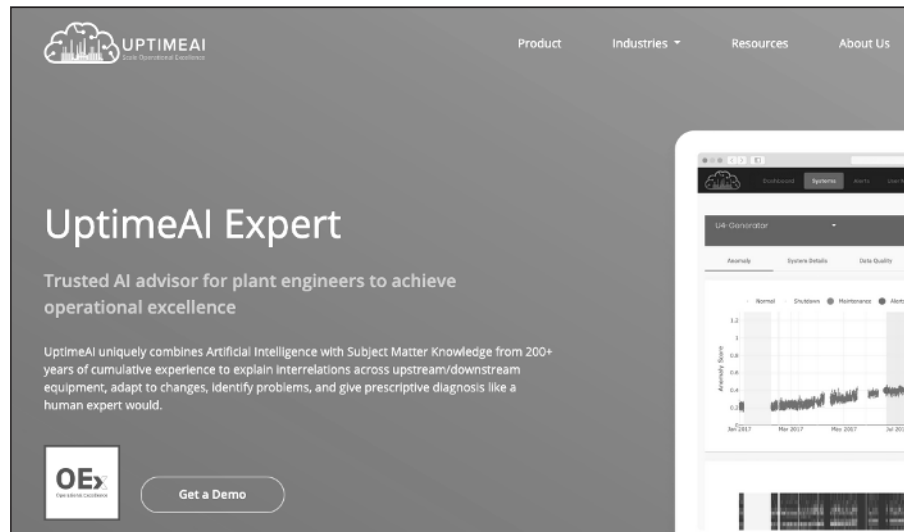 UPTIMEAI
Scale Operational Excellence
Product Industries Resources About Us
UptimeAI Expert
Trusted AI advisor for plant engineers to achieve
operational excellence
UptimeAI uniquely combines Artificial Intelligence with Subject Matter Knowledge from 200+
years of cumulative experience to explain interrelations across upstream/downstream
equipment, adapt to changes, identify problems, and give prescriptive diagnosis like a
human expert would.
OEx
Operational Excellence
Get a Demo
Dashboard Systems Alerts
U4-Generator
Anomaly System Details Data Quality
Normal Shutdown Maintenance Alerts
1.2
1
0.8
0.6
0.4
0.2
0
Anomaly Score
Jan 2017 Mar 2017 May 2017 Jul 201